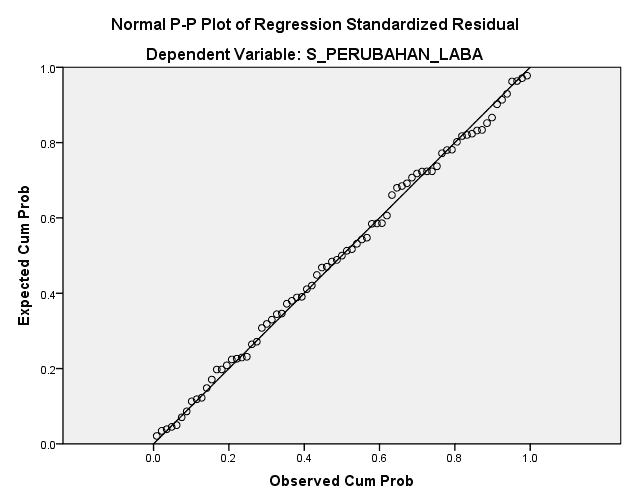 Normal P-P Plot of Regression Standardized Residual
Dependent Variable: S_PERUBAHAN_LABA
Expected Cum Prob
1.0
0.8
0.6
0.4
0.2
0.0
0.0 0.2 0.4 0.6 0.8 1.0
Observed Cum Prob